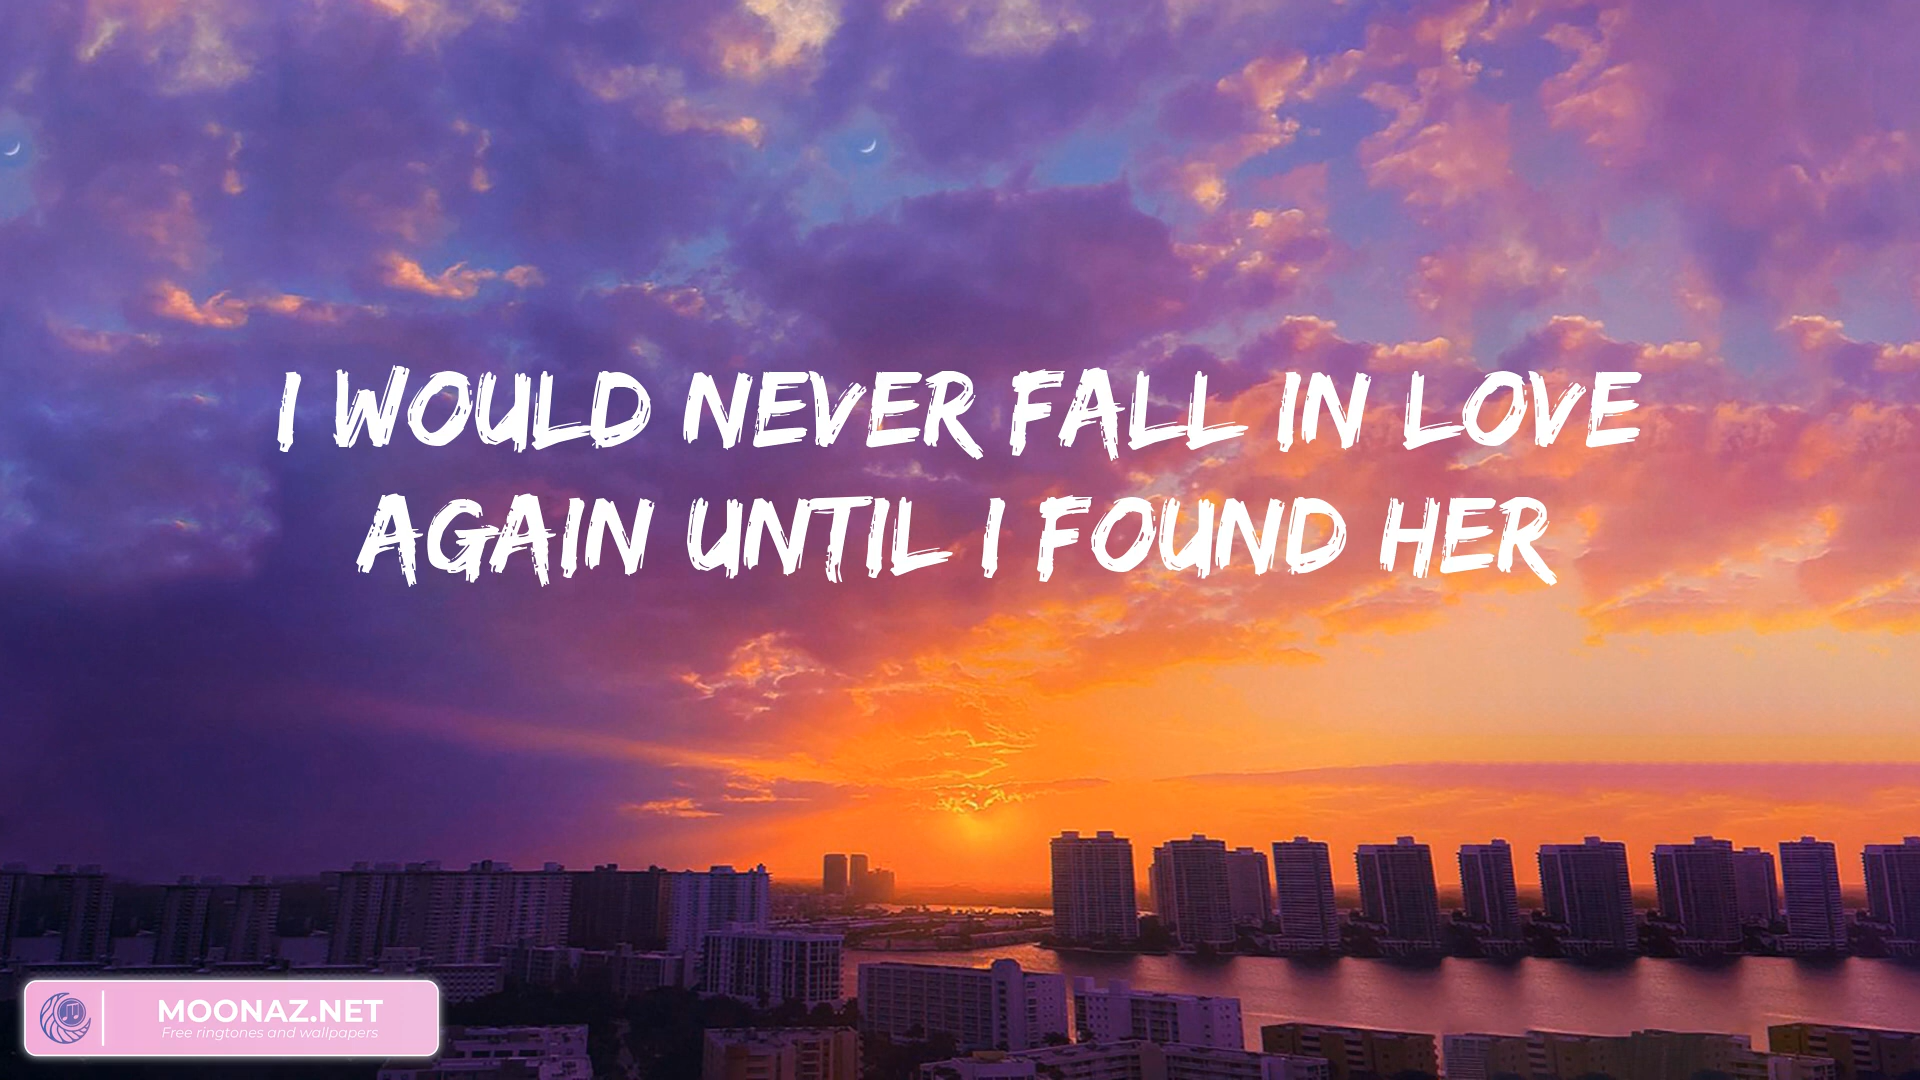 I WOULD NEVER FALL IN LOVE
AGAIN UNTIL I FOUND HER
MOONAZ.NET
Free ringtones and wallpapers